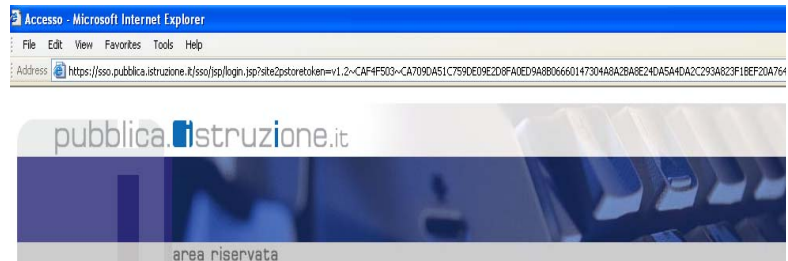 Accesso - Microsoft Internet Explorer
File Edit View Favorites Tools Help
Address https://sso.pubblica.istruzione.it/sso/jsp/login.jsp?site2pstoretoken=v1.2~CAF4F503~CA709DA51C759DE09E2D8FA0ED9A8B06660147304A8A2BA8E24DA5A4DA2C293A823F1BEF20A764
pubblica.istruzione.it
area riservata